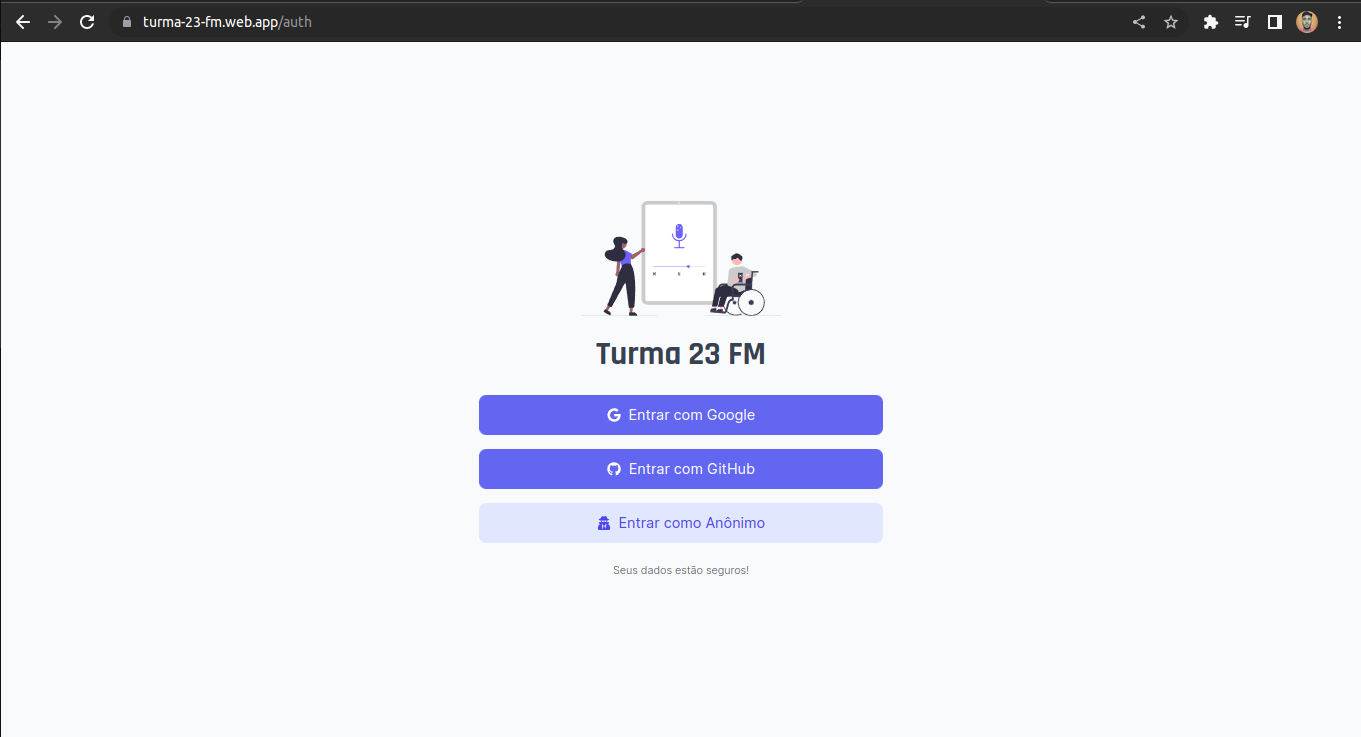 turma-23-fm.web.app/auth
Turma 23 FM
Entrar com Google
Entrar com GitHub
Entrar como Anônimo
Seus dados estão seguros!